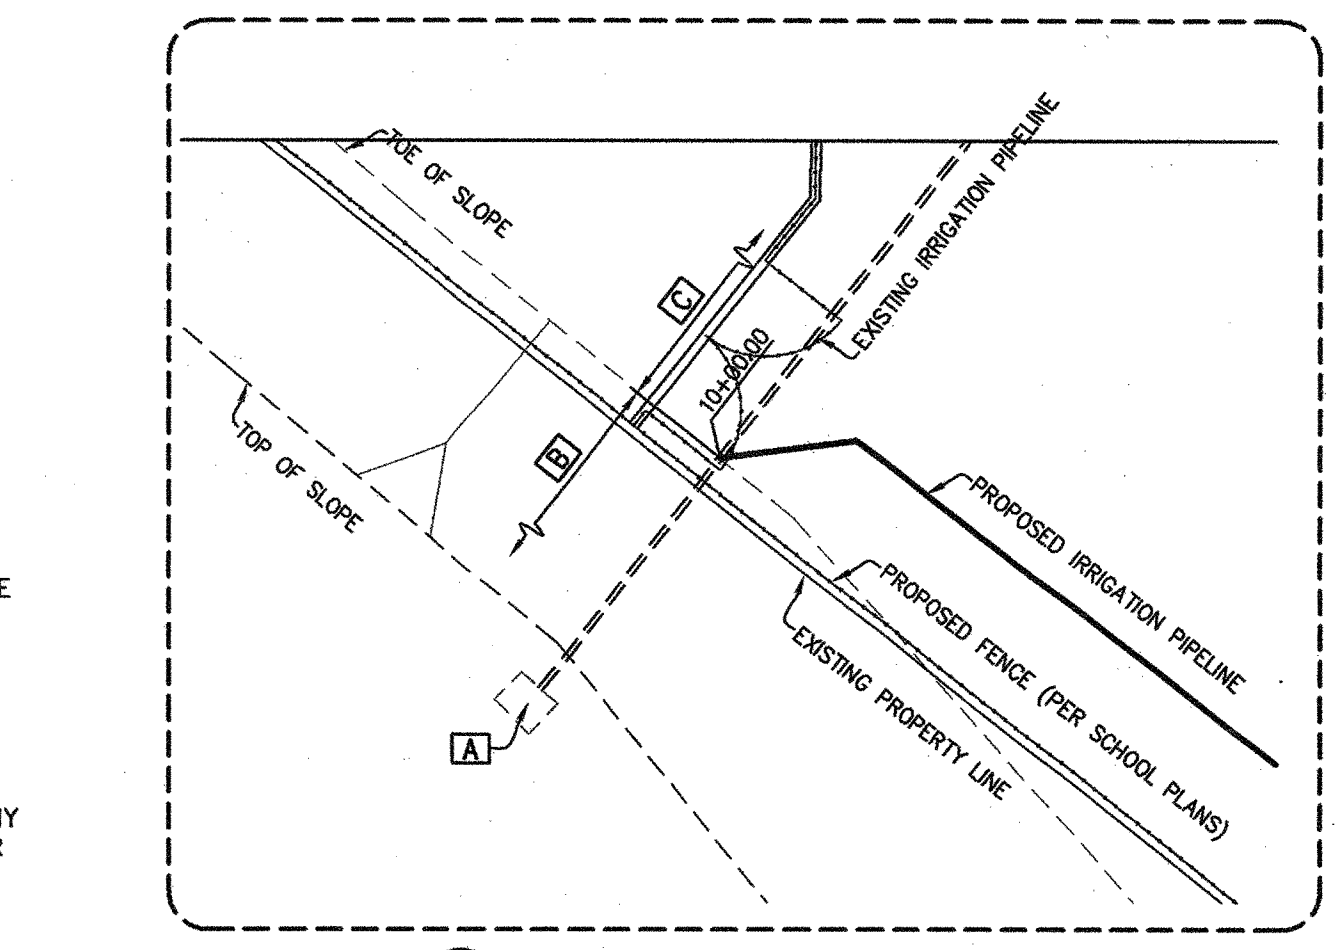 TOE OF SLOPE
EXISTING IRRIGATION PIPELINE
C
10+00.00
B
TOP OF SLOPE
PROPOSED IRRIGATION PIPELINE
PROPOSED FENCE (PER SCHOOL PLANS)
EXISTING PROPERTY LINE
A
E
R